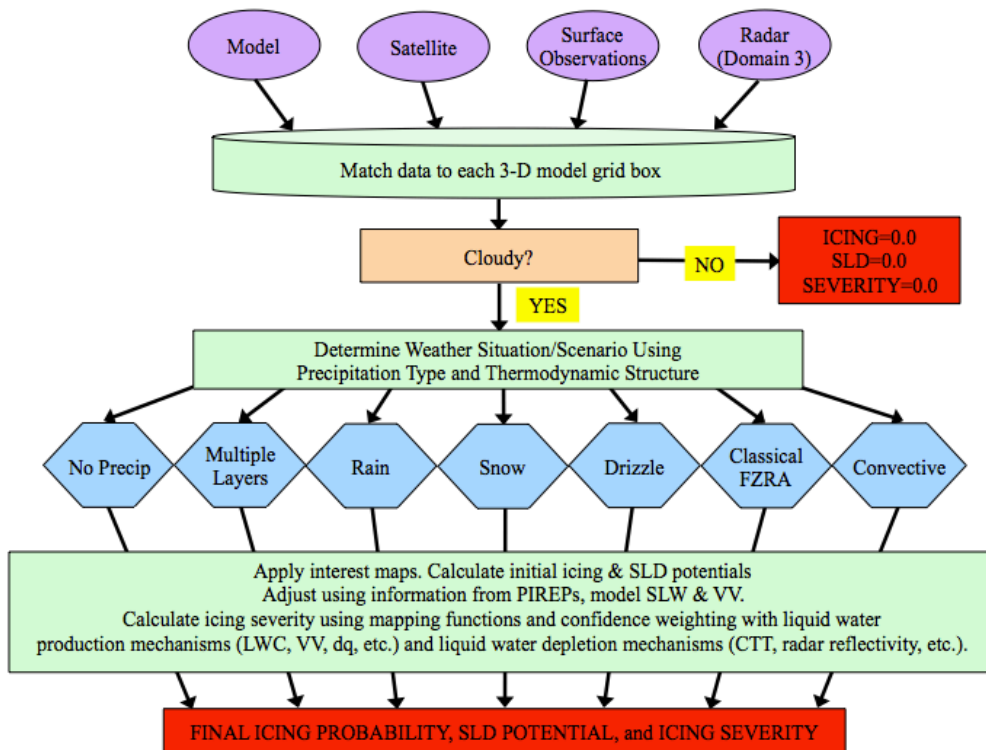 Model
Satellite
Surface
Observations
Radar
(Domain 3)
Match data to each 3-D model grid box
Cloudy?
NO
ICING=0.0
SLD=0.0
SEVERITY=0.0
YES
Determine Weather Situation/Scenario Using
Precipitation Type and Thermodynamic Structure
No Precip
Multiple
Layers
Rain
Snow
Drizzle
Classical
FZRA
Convective
Apply interest maps. Calculate initial icing & SLD potentials
Adjust using information from PIREPs, model SLW & VV.
Calculate icing severity using mapping functions and confidence weighting with liquid water
production mechanisms (LWC, VV, dq, etc.) and liquid water depletion mechanisms (CTT, radar reflectivity, etc.).
FINAL ICING PROBABILITY, SLD POTENTIAL, and ICING SEVERITY